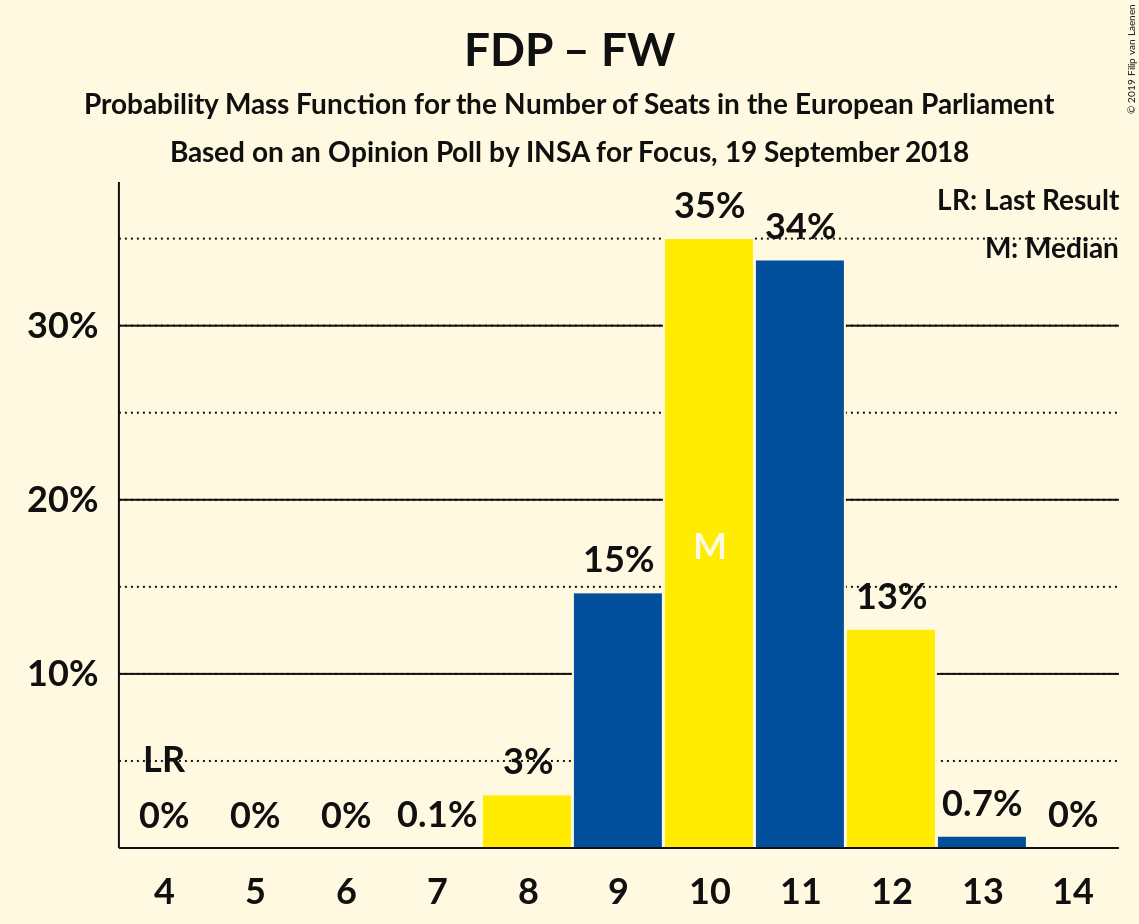 FDP – FW
Probability Mass Function for the Number of Seats in the European Parliament
Based on an Opinion Poll by INSA for Focus, 19 September 2018
© 2019 Filip van Laenen
LR: Last Result
M: Median
35%
34%
30%
20%
15%
M
13%
10%
LR
3%
0%
0%
0%
0.1%
0.7%
0%
4 5 6 7 8 9 10 11 12 13 14